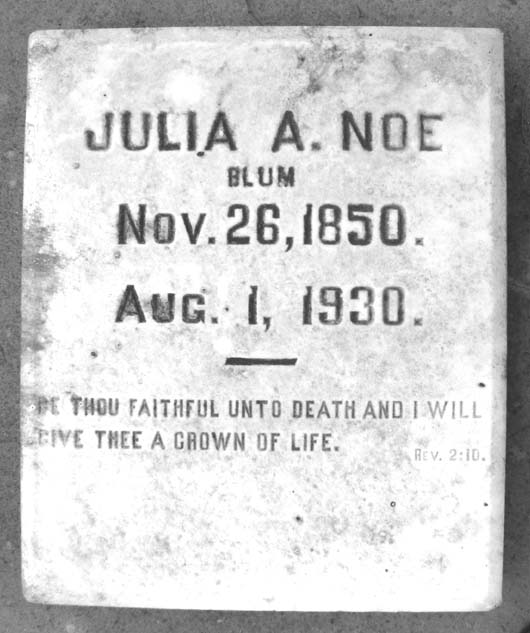 JULIA A. NOE
BLUM
NOV. 26, 1850.
AUG. 1, 1930.
BE THOU FAITHFUL UNTO DEATH AND I WILL
GIVE THEE A CROWN OF LIFE.
REV. 2:10.